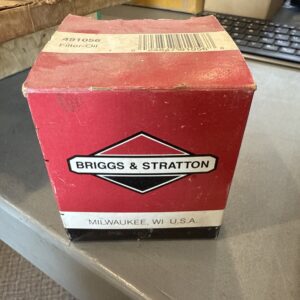 491056
Filter-Oil
BRIGGS & STRATTON
MILWAUKEE, WI U.S.A.